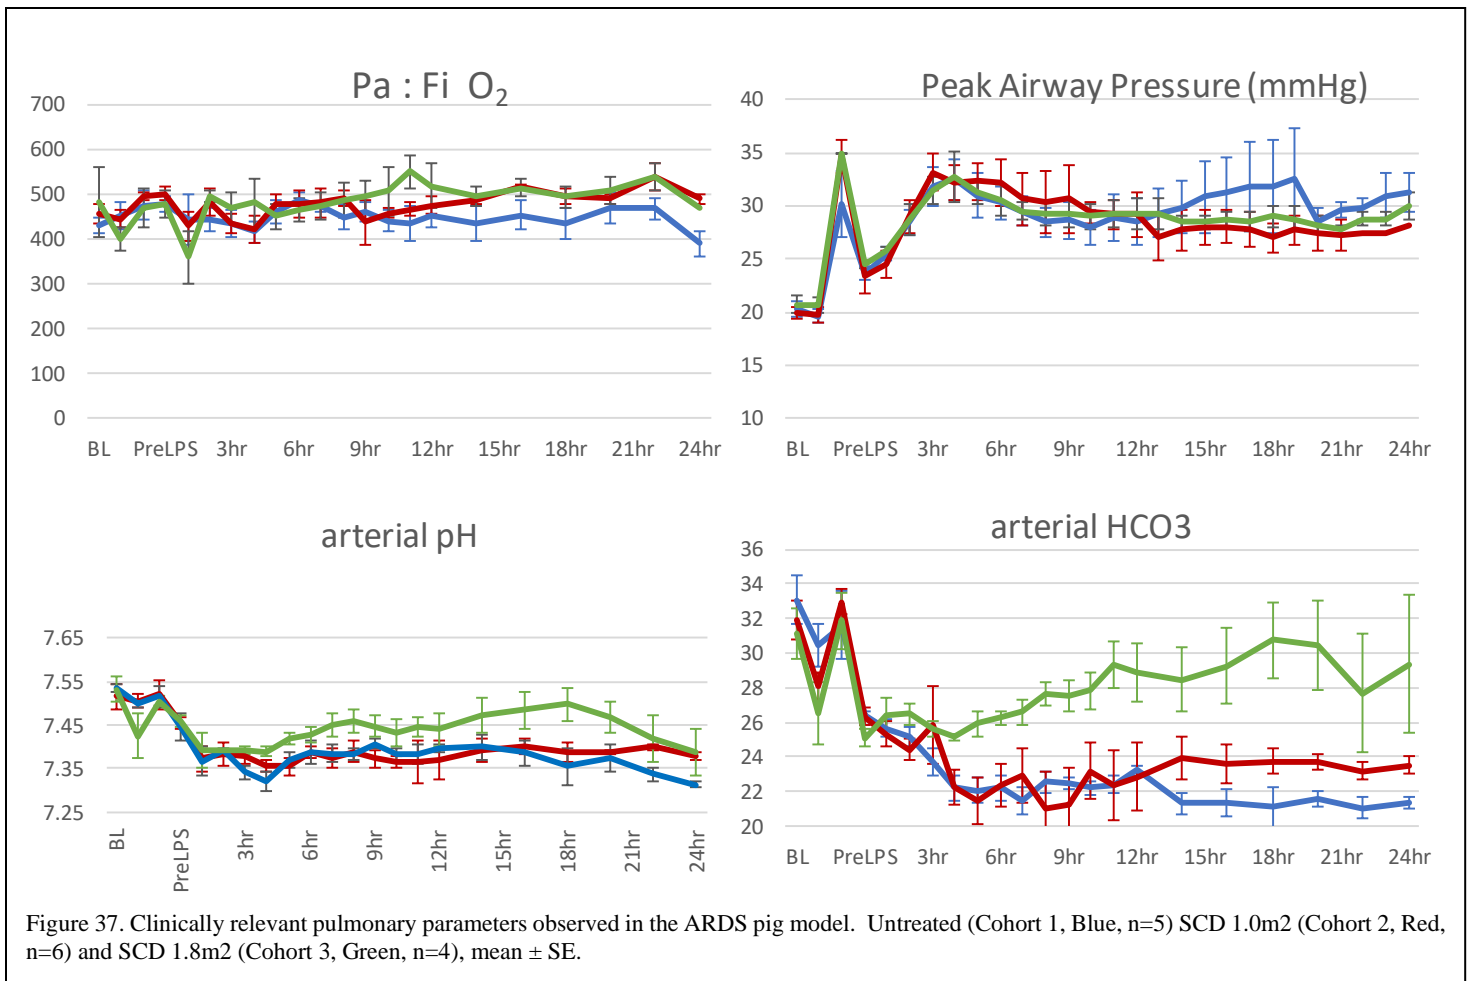 Pa : Fi O₂
700
600
500
400
300
200
100
0
BL PreLPS 3hr 6hr 9hr 12hr 15hr 18hr 21hr 24hr
Peak Airway Pressure (mmHg)
40
35
30
25
20
15
10
BL PreLPS 3hr 6hr 9hr 12hr 15hr 18hr 21hr 24hr
arterial pH
7.65
7.55
7.45
7.35
7.25
BL PreLPS 3hr 6hr 9hr 12hr 15hr 18hr 21hr 24hr
arterial HCO3
36
34
32
30
28
26
24
22
20
BL PreLPS 3hr 6hr 9hr 12hr 15hr 18hr 21hr 24hr
Figure 37. Clinically relevant pulmonary parameters observed in the ARDS pig model. Untreated (Cohort 1, Blue, n=5) SCD 1.0m2 (Cohort 2, Red,
n=6) and SCD 1.8m2 (Cohort 3, Green, n=4), mean ± SE.